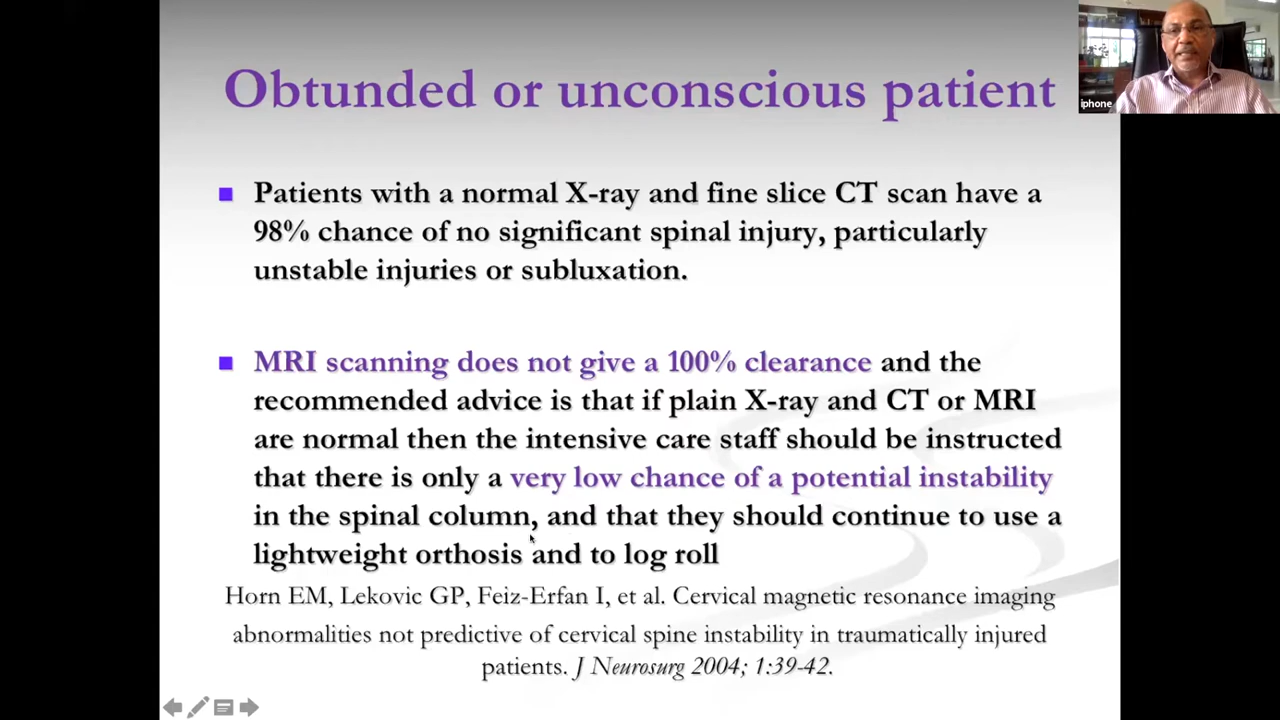 Obtunded or unconscious patient
iphone
Patients with a normal X-ray and fine slice CT scan have a
98% chance of no significant spinal injury, particularly
unstable injuries or subluxation.
MRI scanning does not give a 100% clearance and the
recommended advice is that if plain X-ray and CT or MRI
are normal then the intensive care staff should be instructed
that there is only a very low chance of a potential instability
in the spinal column, and that they should continue to use a
lightweight orthosis and to log roll
Horn EM, Lekovic GP, Feiz-Erfan I, et al. Cervical magnetic resonance imaging
abnormalities not predictive of cervical spine instability in traumatically injured
patients. J Neurosurg 2004; 1:39-42.